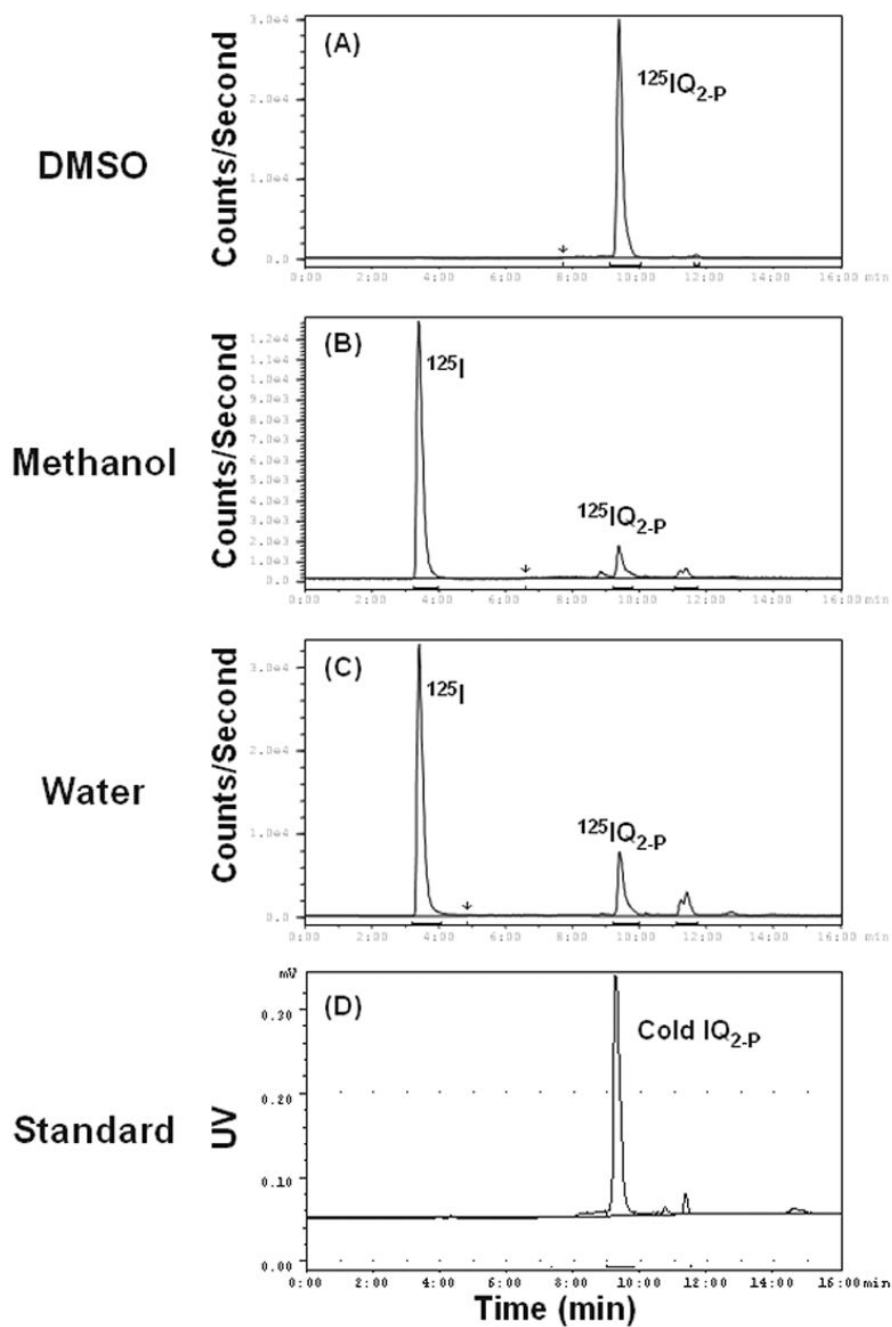 (A)
125IQ2-P
DMSO
Counts/Second
3.0e4
2.0e4
1.0e4
0.0
0:00 2:00 4:00 6:00 8:00 10:00 12:00 14:00 16:00 min
(B)
125I
125IQ2-P
Methanol
Counts/Second
1.2e4
1.1e4
1.0e4
9.0e3
8.0e3
7.0e3
6.0e3
5.0e3
4.0e3
3.0e3
2.0e3
1.0e3
0.0
0:00 2:00 4:00 6:00 8:00 10:00 12:00 14:00 16:00 min
(C)
125I
125IQ2-P
Water
Counts/Second
3.0e4
2.0e4
1.0e4
0.0
0:00 2:00 4:00 6:00 8:00 10:00 12:00 14:00 16:00 min
(D)
Cold IQ2-P
Standard
UV
mV
0.30
0.20
0.10
0.00
0:00 2:00 4:00 6:00 8:00 10:00 12:00 14:00 16:00 min
Time (min)